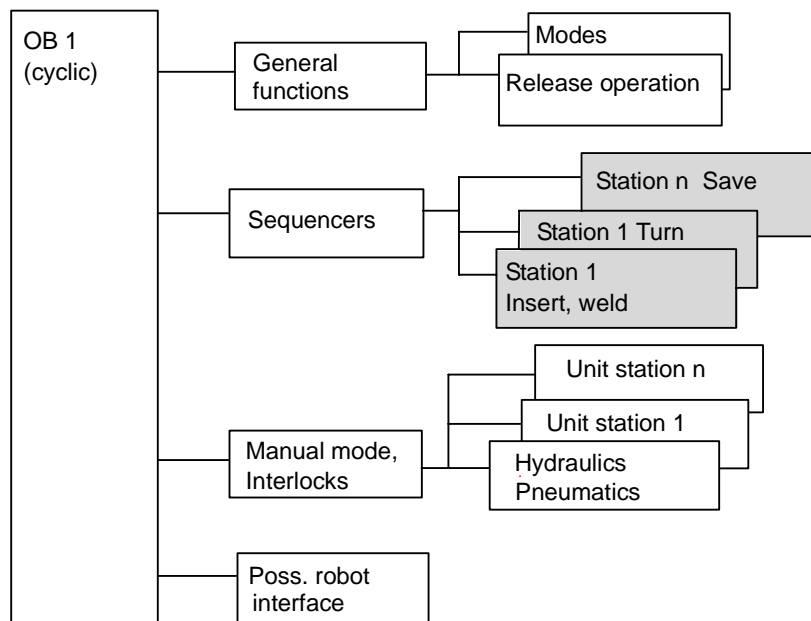 OB 1
(cyclic)
General
functions
Modes
Release operation
Sequencers
Station n  Save
Station 1 Turn
Station 1
Insert, weld
Manual mode,
Interlocks
Unit station n
Unit station 1
Hydraulics
Pneumatics
Poss. robot
interface